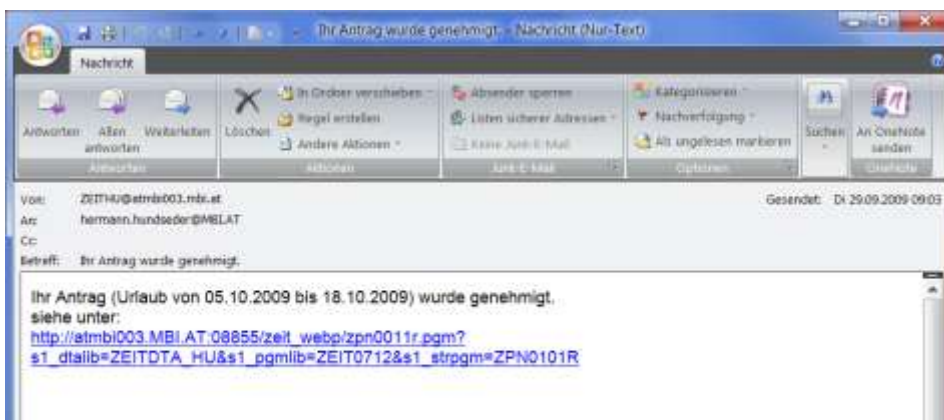 Ihr Antrag wurde genehmigt. - Nachricht (Nur-Text)
Nachricht
In Ordner verschieben
Absender sperren
Kategorisieren
Regel erstellen
Listen sicherer Adressen
Nachverfolgung
Antworten Allen antworten Weiterleiten Löschen
Andere Aktionen
Keine Junk-E-Mail
Als ungelesen markieren
Suchen An OneNote senden
Antworten Aktionen Junk-E-Mail Optionen OneNote
Von: ZEITHU@atmbi003.mbi.at Gesendet: Di 29.09.2009 09:03
An: hermann.hundseder@MBI.AT
Cc:
Betreff: Ihr Antrag wurde genehmigt.
Ihr Antrag (Urlaub von 05.10.2009 bis 18.10.2009) wurde genehmigt.
siehe unter:
http://atmbi003.MBI.AT:08855/zeit_webp/zpn0011r.pgm?
s1_dtalib=ZEITDTA_HU&s1_pgmlib=ZEIT0712&s1_strpgm=ZPN0101R